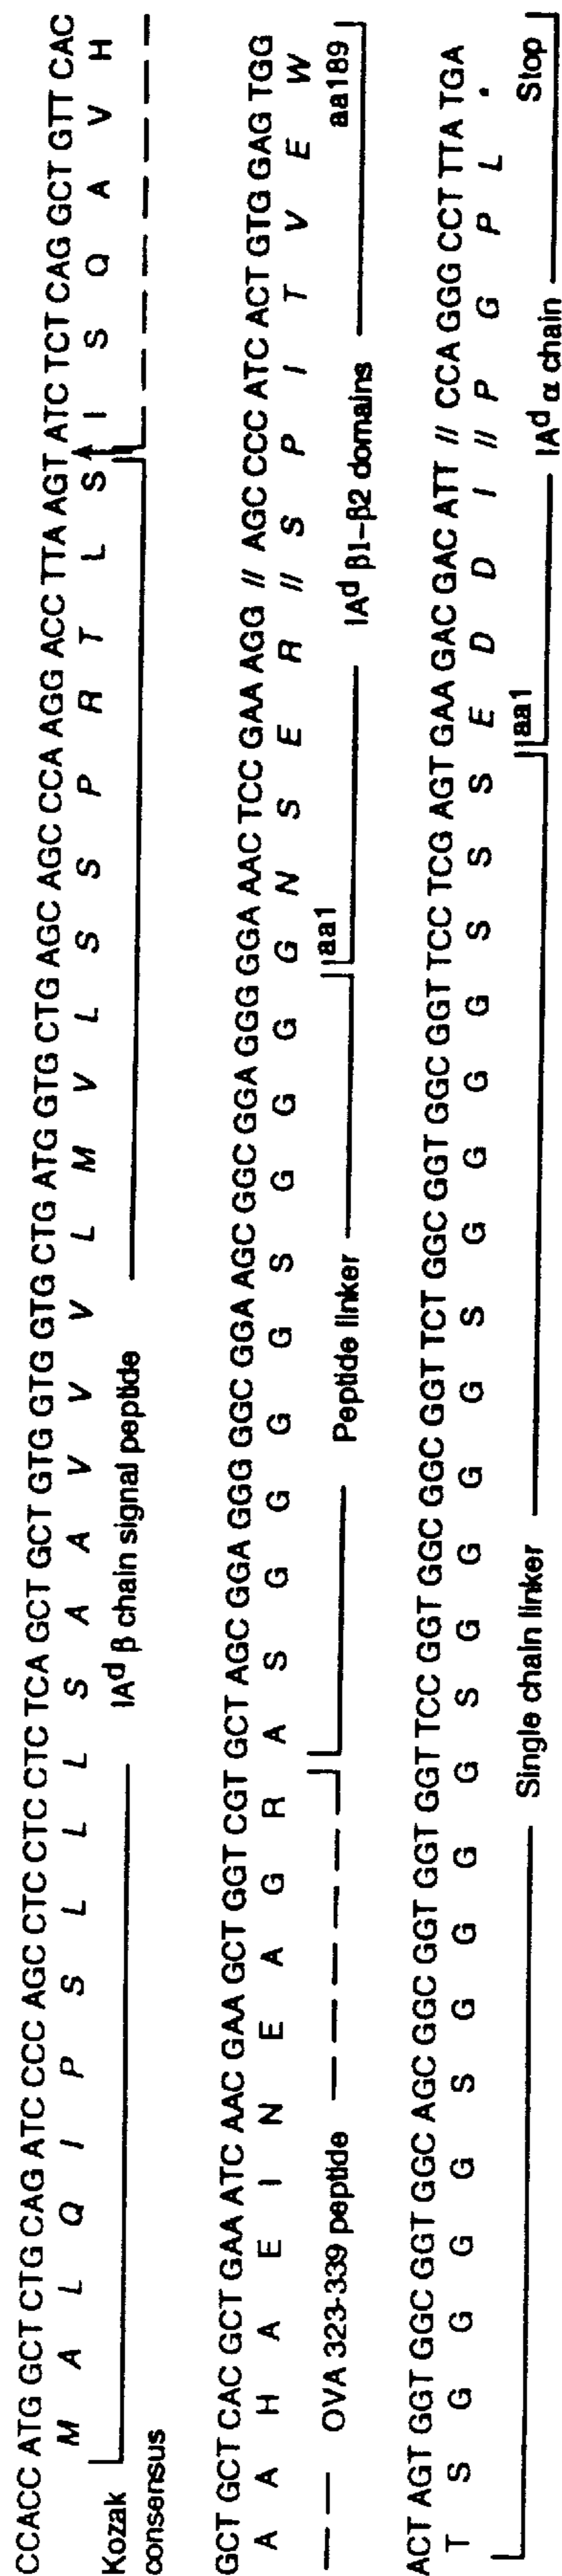 CCACC ATG GCT CTG CAG ATC CCC AGC CTC CTC CTC TCA GCT GCT GTG GTG GTG CTG ATG GTG CTG AGC AGC CCA AGG ACC TTA AGT ATC TCT CAG GCT GTT CAC
M A L Q I P S L L L S A A V V V L M V L S S P R T L S I S Q A V H
Kozak consensus
IAd β chain signal peptide
GCT GCT CAC GCT GAA ATC AAC GAA GCT GGT CGT GCT AGC GGA GGG GGC GGA AGC GGC GGA GGG GGA AAC TCC GAA AGG // AGC CCC ATC ACT GTG GAG TGG
A A H A E I N E A G R A S G G G G S G G G G N S E R // S P I T V E W
OVA 323-339 peptide
Peptide linker
aa1
IAd β1-β2 domains
aa189
ACT AGT GGT GGC GGT GGC AGC GGC GGT GGT GGT TCC GGT GGC GGC GGT TCT GGC GGT GGC GGT TCC TCG AGT GAA GAC GAC ATT // CCA GGG CCT TTA TGA
T S G G G G S G G G G S G G G G S G G G G S S S E D D I // P G P L •
Single chain linker
aa1
IAd α chain
Stop